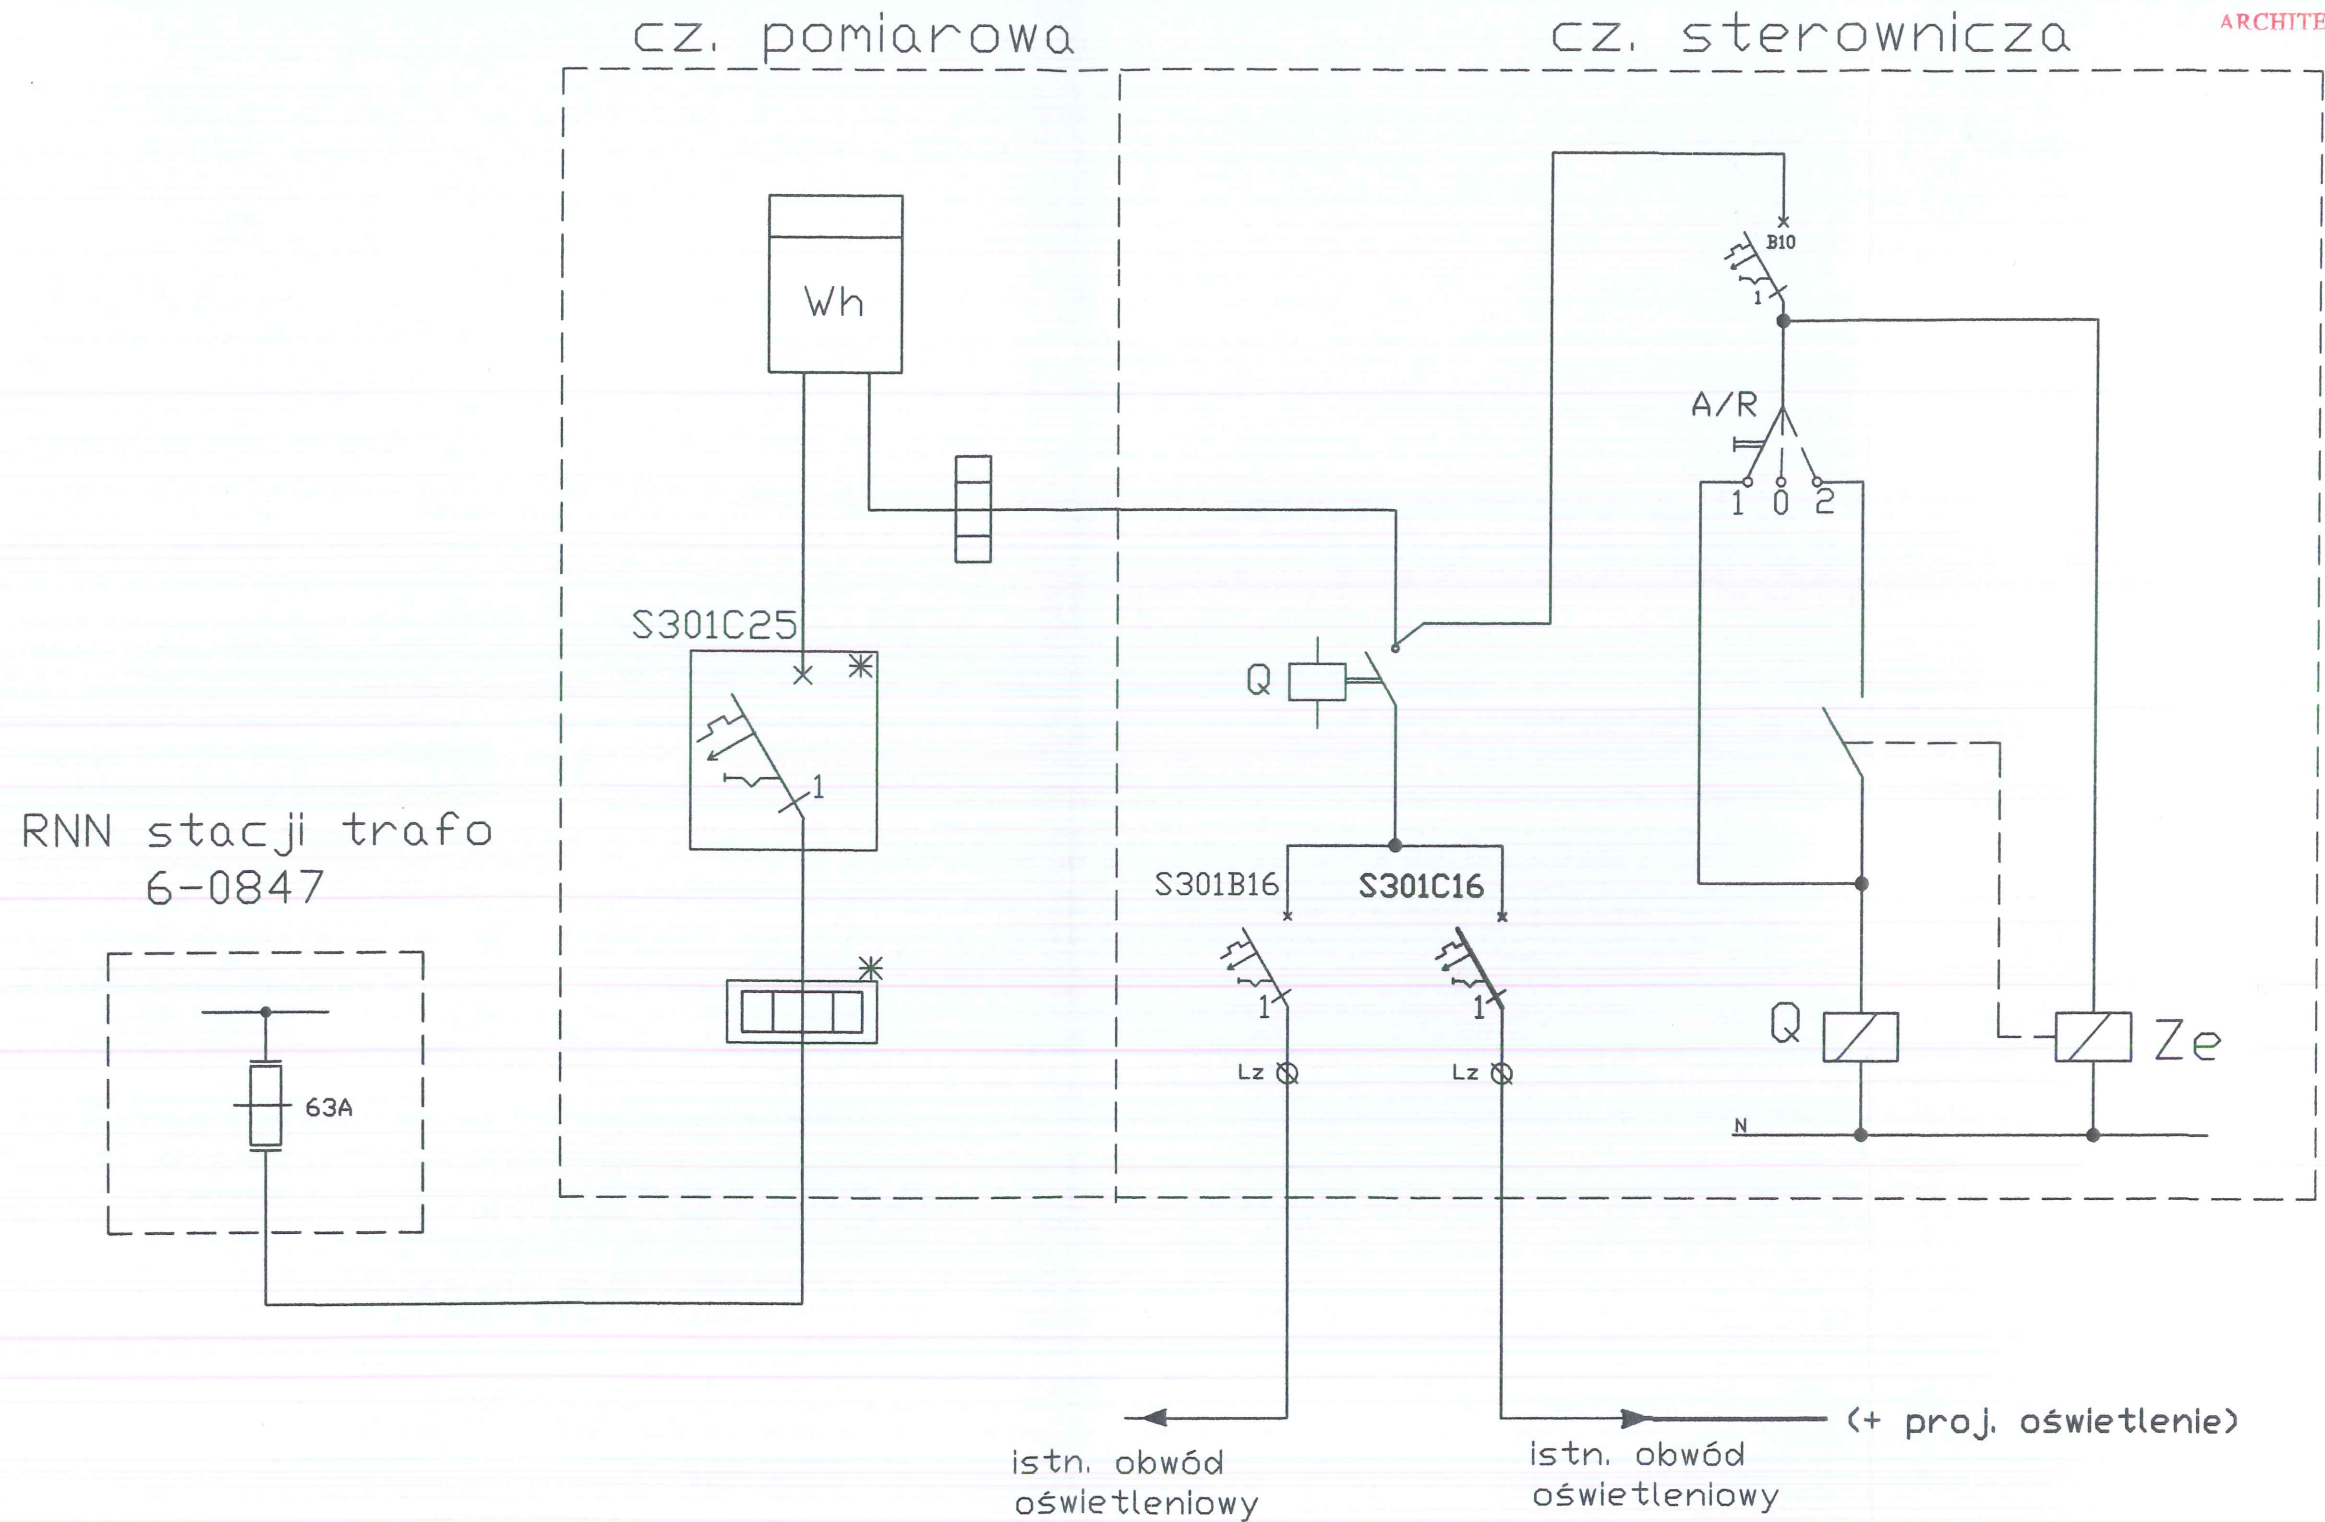 cz. pomiarowa
cz. sterownicza
ARCHITE
B10
1
Wh
A/R
1 0 2
S301C25
1
Q
RNN stacji trafo
6-0847
S301B16
S301C16
1
1
63A
Lz
Lz
Q
Ze
N
(+ proj. oświetlenie)
istn. obwód
oświetleniowy
istn. obwód
oświetleniowy